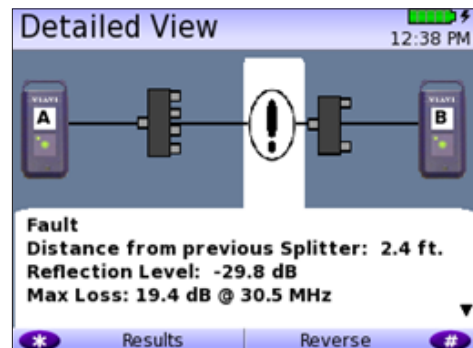 Detailed View
12:38 PM
VIAVI
A
VIAVI
B
Fault
Distance from previous Splitter: 2.4 ft.
Reflection Level: -29.8 dB
Max Loss: 19.4 dB @ 30.5 MHz
* Results Reverse #